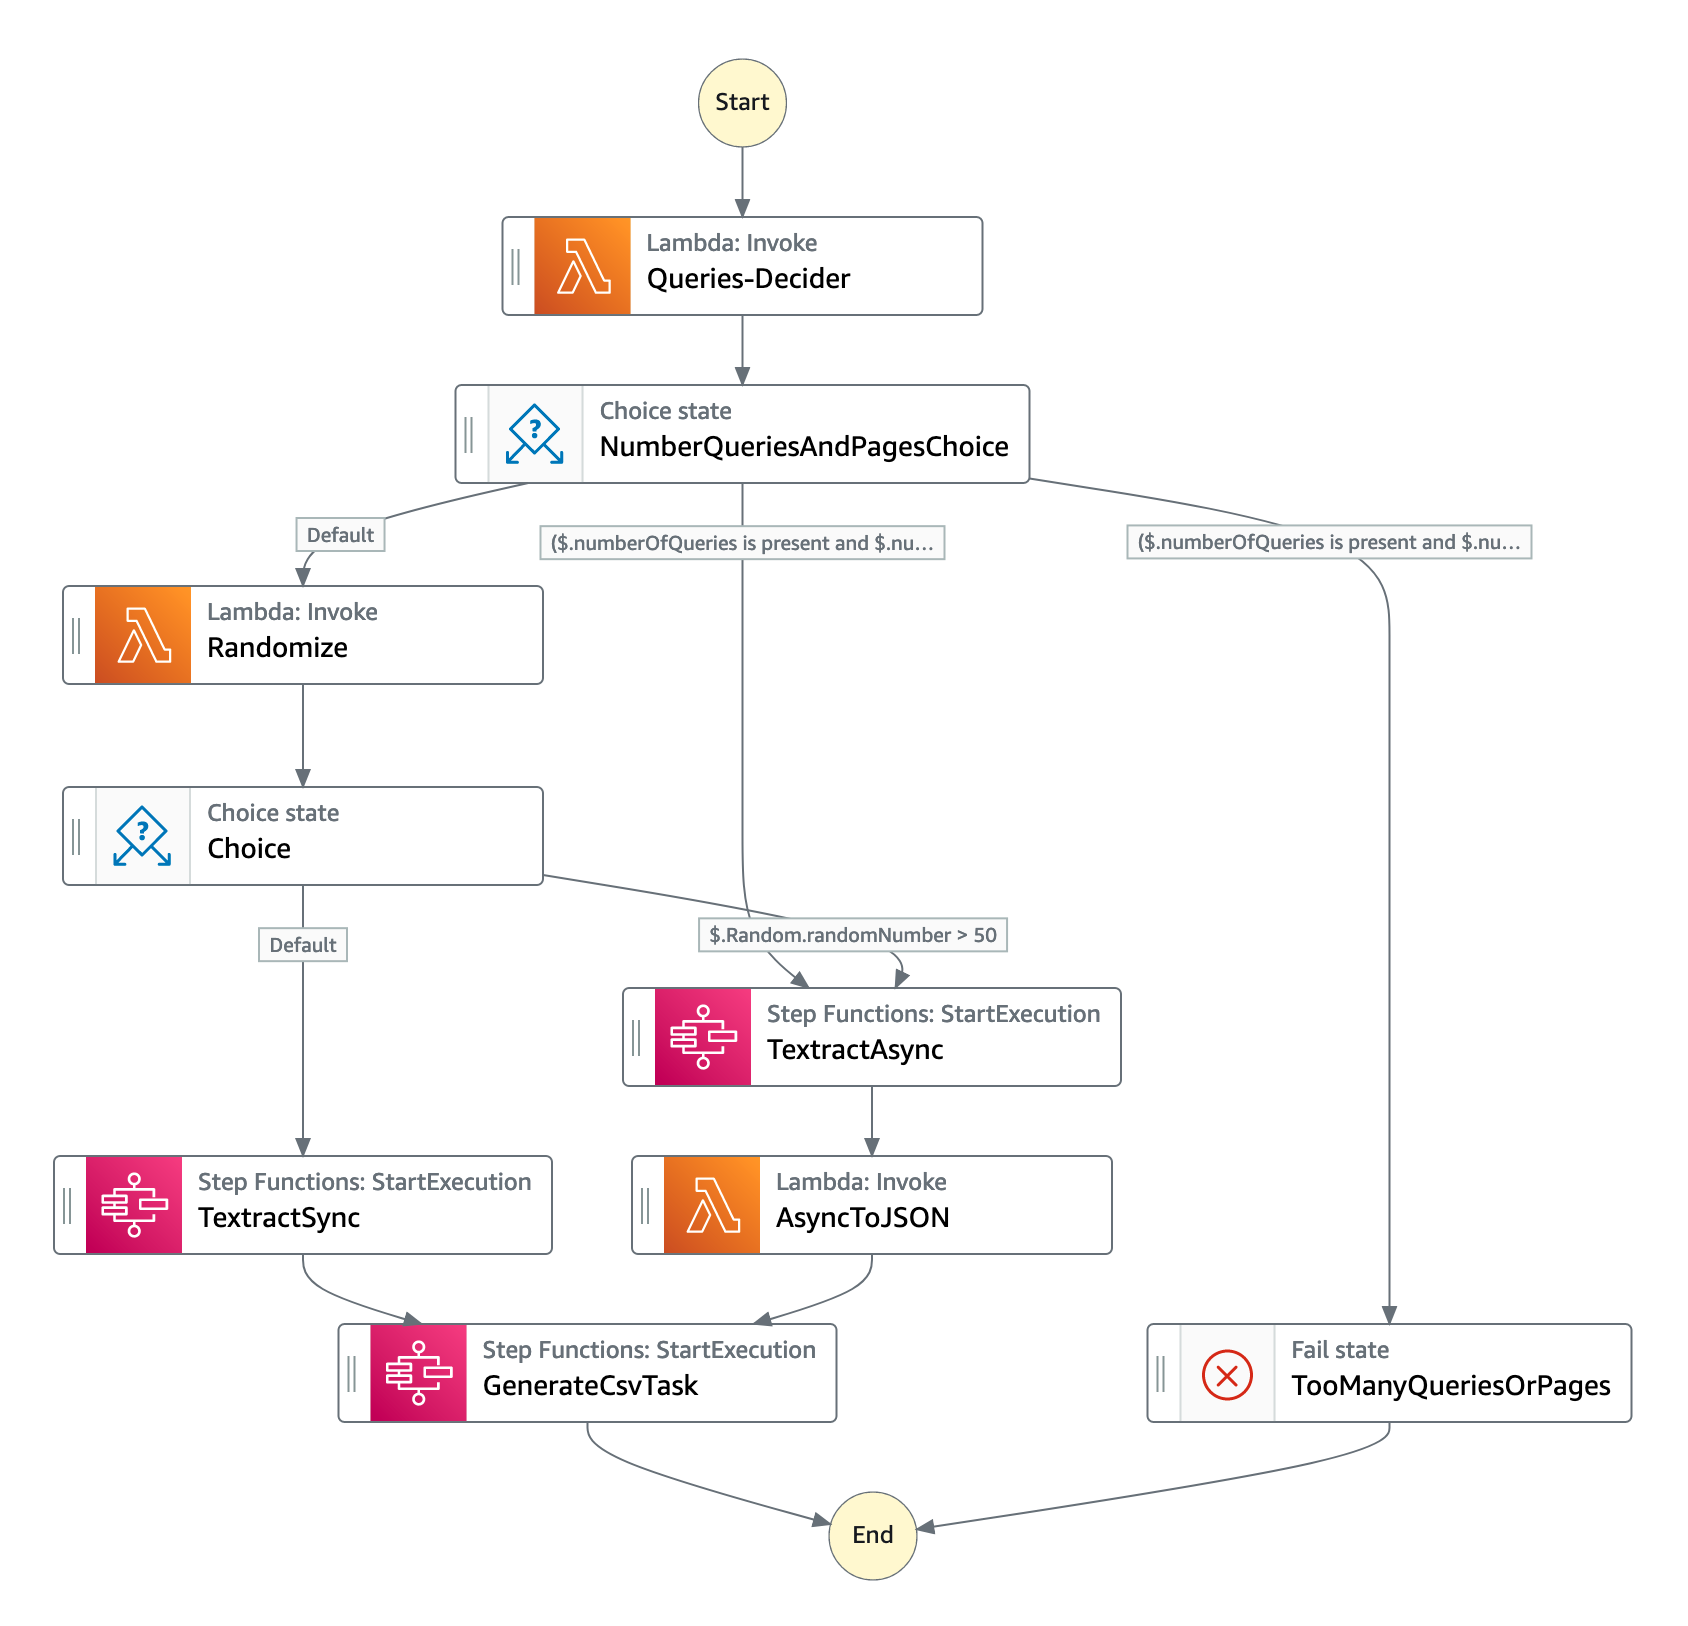 Start
Lambda: Invoke
Queries-Decider
Choice state
NumberQueriesAndPagesChoice
Default
($.numberOfQueries is present and $.nu...
($.numberOfQueries is present and $.nu...
Lambda: Invoke
Randomize
Choice state
Choice
Default
$.Random.randomNumber > 50
Step Functions: StartExecution
TextractAsync
Step Functions: StartExecution
TextractSync
Lambda: Invoke
AsyncToJSON
Step Functions: StartExecution
GenerateCsvTask
Fail state
TooManyQueriesOrPages
End